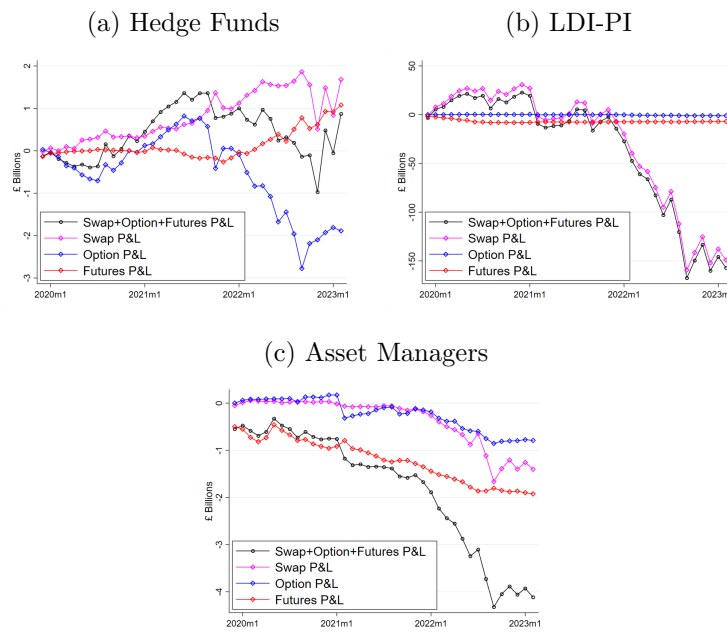 (a) Hedge Funds
£ Billions
2
1
0
-1
-2
-3
Swap+Option+Futures P&L
Swap P&L
Option P&L
Futures P&L
2020m1
2021m1
2022m1
2023m1
(b) LDI-PI
£ Billions
50
0
-50
-100
-150
Swap+Option+Futures P&L
Swap P&L
Option P&L
Futures P&L
2020m1
2021m1
2022m1
2023m1
(c) Asset Managers
£ Billions
0
-1
-2
-3
-4
Swap+Option+Futures P&L
Swap P&L
Option P&L
Futures P&L
2020m1
2021m1
2022m1
2023m1